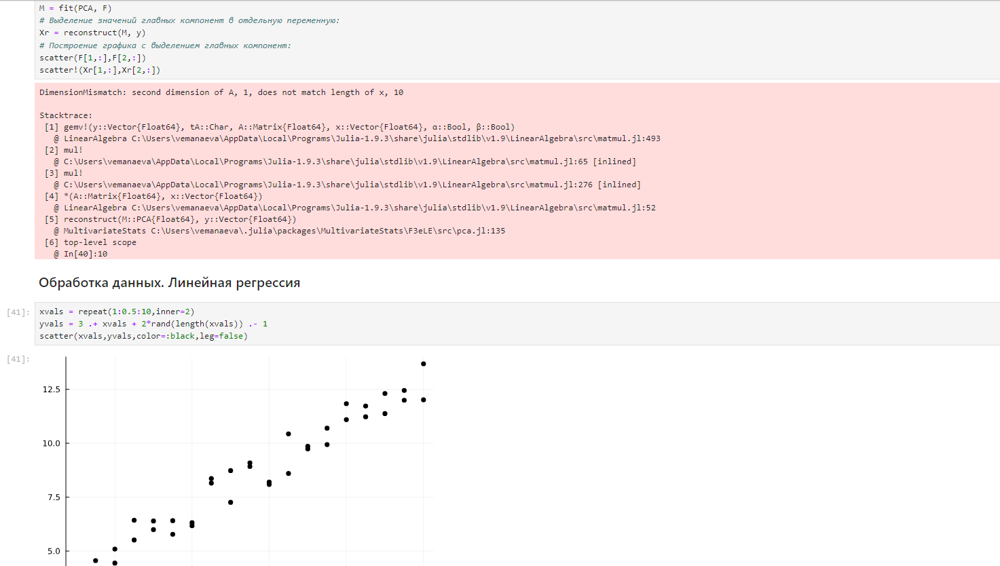 M = fit(PCA, F)
# Выделение значений главных компонент в отдельную переменную:
Xr = reconstruct(M, y)
# Построение графика с выделением главных компонент:
scatter(F[1,:],F[2,:])
scatter!(Xr[1,:],Xr[2,:])
DimensionMismatch: second dimension of A, 1, does not match length of x, 10
Stacktrace:
[1] gemv!(y::Vector{Float64}, tA::Char, A::Matrix{Float64}, x::Vector{Float64}, α::Bool, β::Bool)
@ LinearAlgebra C:\Users\vemanaeva\AppData\Local\Programs\Julia-1.9.3\share\julia\stdlib\v1.9\LinearAlgebra\src\matmul.jl:493
[2] mul!
@ C:\Users\vemanaeva\AppData\Local\Programs\Julia-1.9.3\share\julia\stdlib\v1.9\LinearAlgebra\src\matmul.jl:65 [inlined]
[3] mul!
@ C:\Users\vemanaeva\AppData\Local\Programs\Julia-1.9.3\share\julia\stdlib\v1.9\LinearAlgebra\src\matmul.jl:276 [inlined]
[4] *(A::Matrix{Float64}, x::Vector{Float64})
@ LinearAlgebra C:\Users\vemanaeva\AppData\Local\Programs\Julia-1.9.3\share\julia\stdlib\v1.9\LinearAlgebra\src\matmul.jl:52
[5] reconstruct(M::PCA{Float64}, y::Vector{Float64})
@ MultivariateStats C:\Users\vemanaeva\.julia\packages\MultivariateStats\F3eLE\src\pca.jl:135
[6] top-level scope
@ In[40]:10
Обработка данных. Линейная регрессия
[41]: xvals = repeat(1:0.5:10,inner=2)
yvals = 3 .+ xvals + 2*rand(length(xvals)) .- 1
scatter(xvals,yvals,color=:black,leg=false)
[41]:
12.5
10.0
7.5
5.0